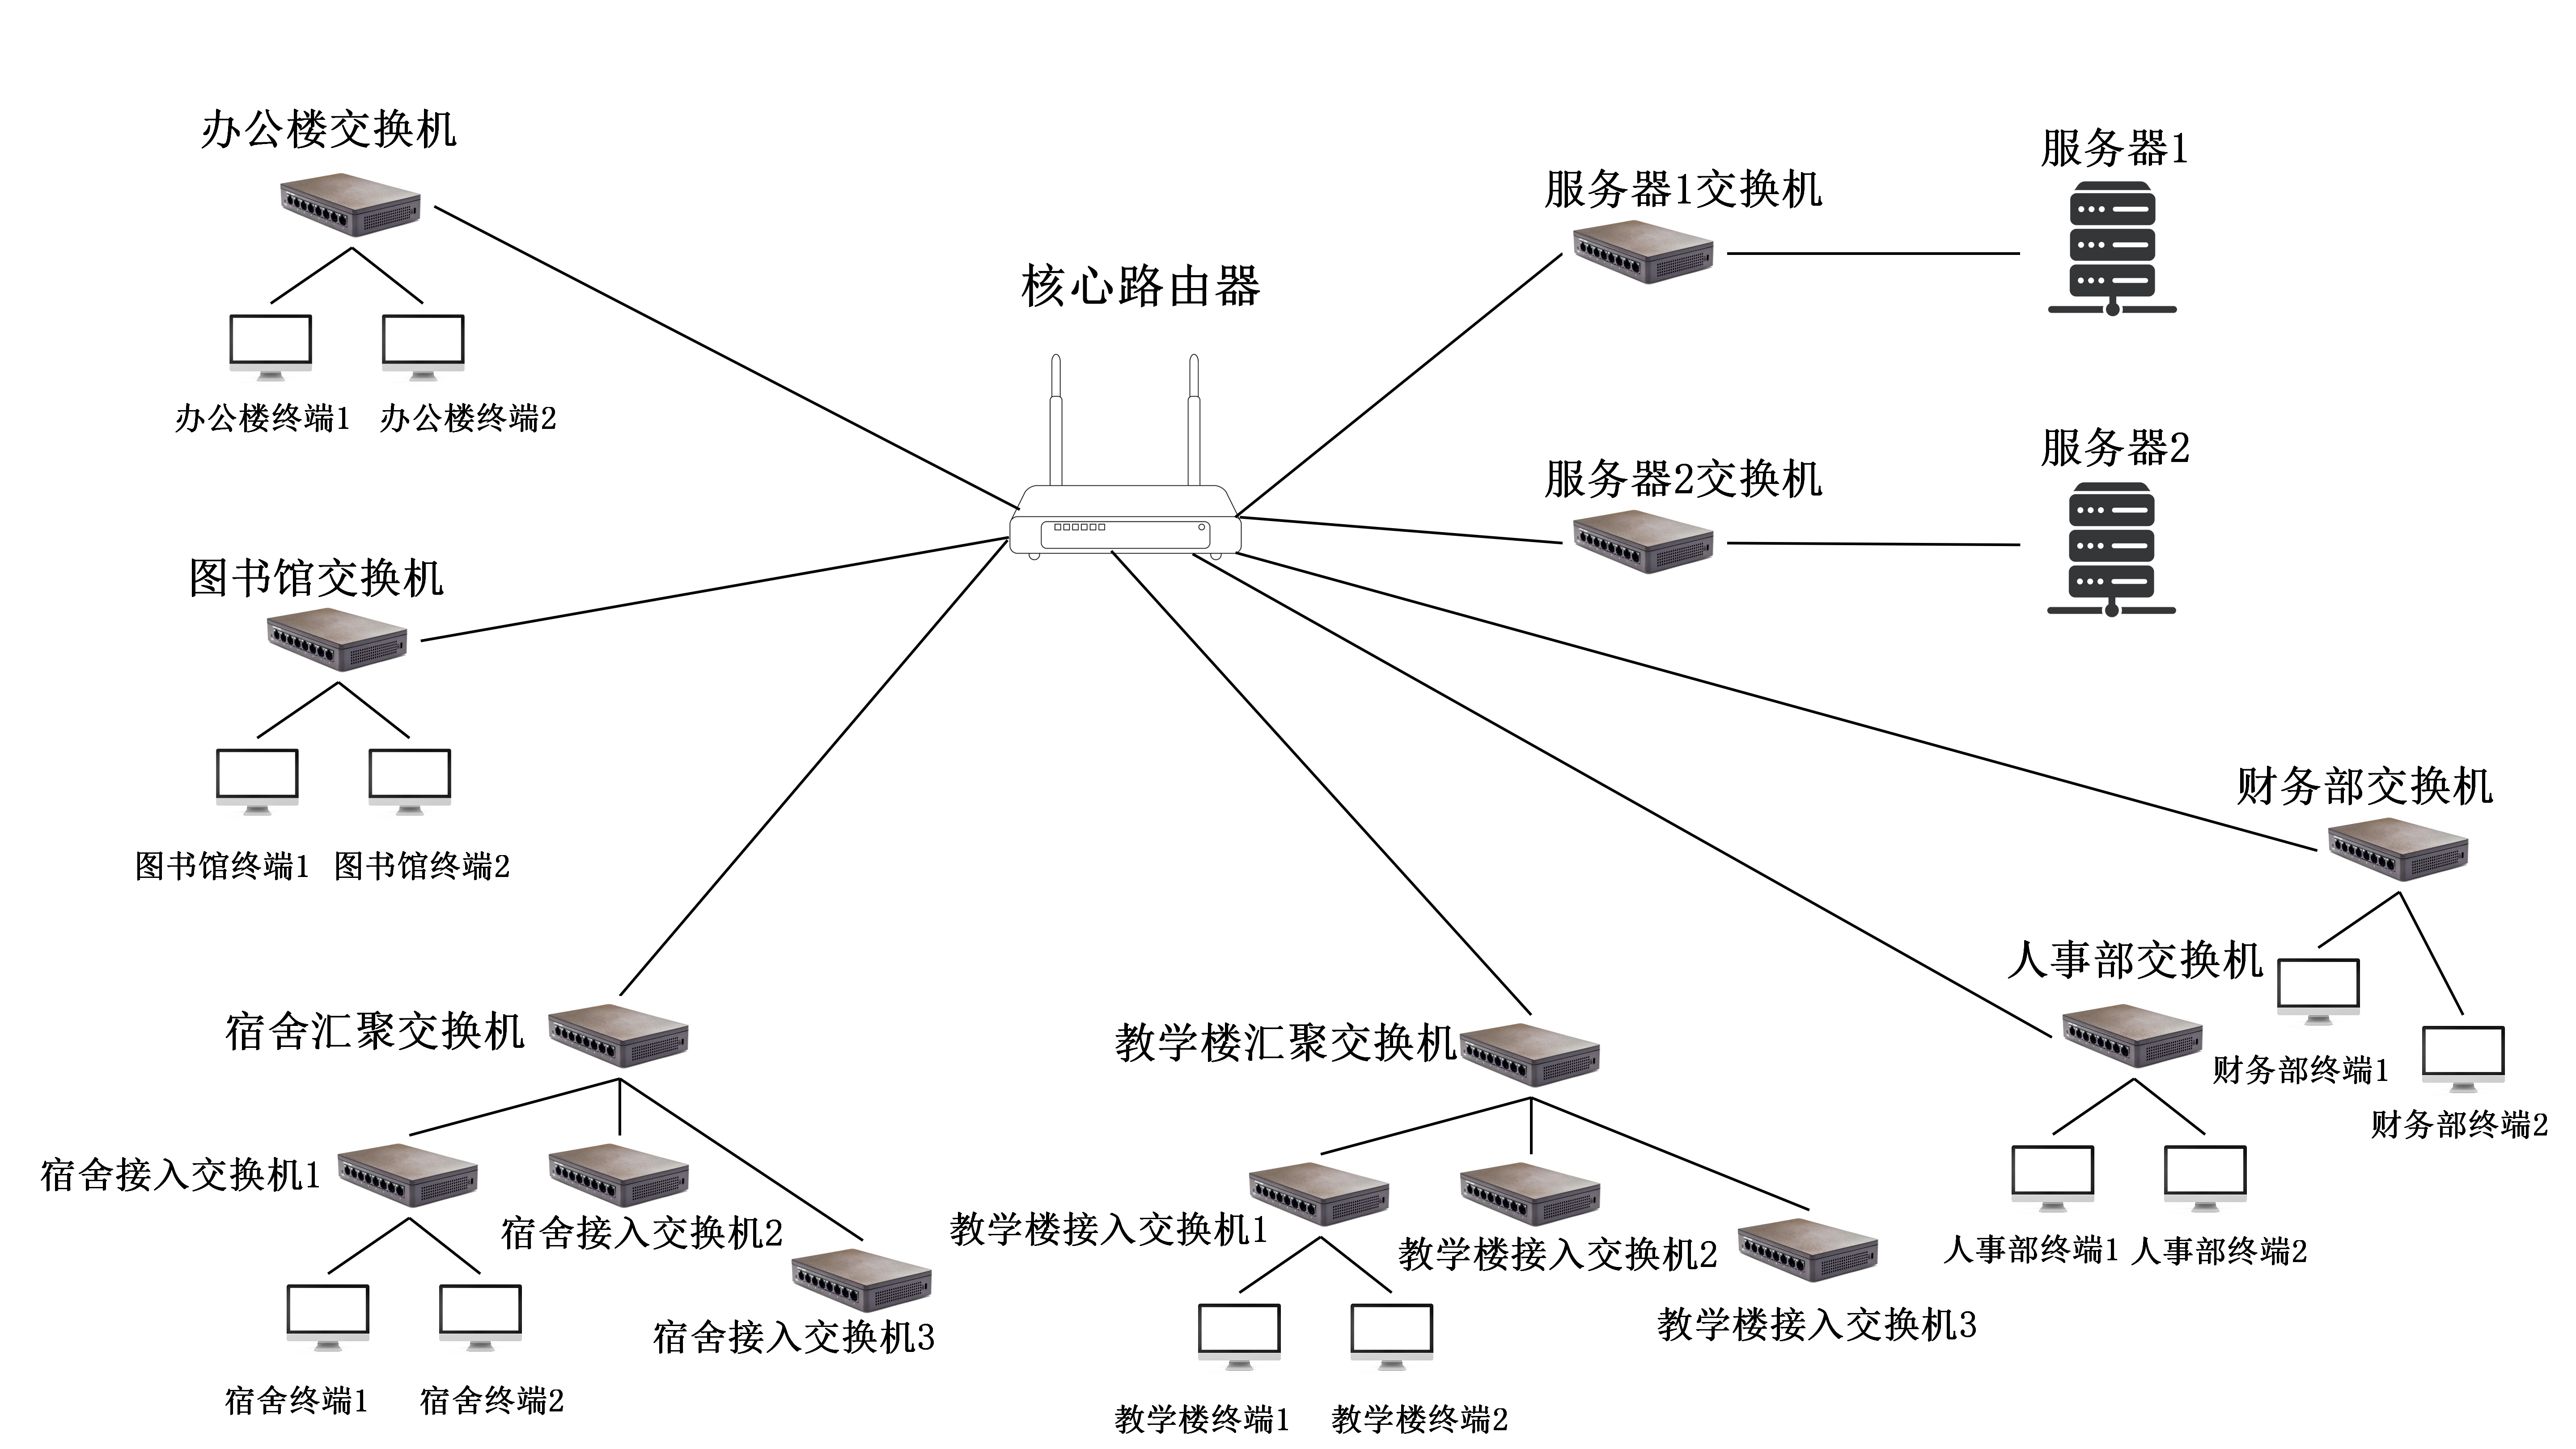 办公楼交换机
服务器1
服务器1交换机
核心路由器
办公楼终端1
办公楼终端2
服务器2
服务器2交换机
图书馆交换机
财务部交换机
图书馆终端1
图书馆终端2
人事部交换机
宿舍汇聚交换机
教学楼汇聚交换机
财务部终端1
财务部终端2
宿舍接入交换机1
宿舍接入交换机2
教学楼接入交换机1
教学楼接入交换机2
人事部终端1
人事部终端2
宿舍接入交换机3
教学楼接入交换机3
宿舍终端1
宿舍终端2
教学楼终端1
教学楼终端2